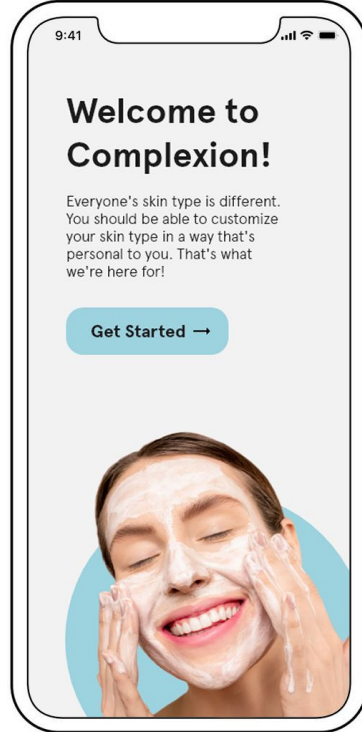 9:41
Welcome to
Complexion!
Everyone's skin type is different.
You should be able to customize
your skin type in a way that's
personal to you. That's what
we're here for!
Get Started →